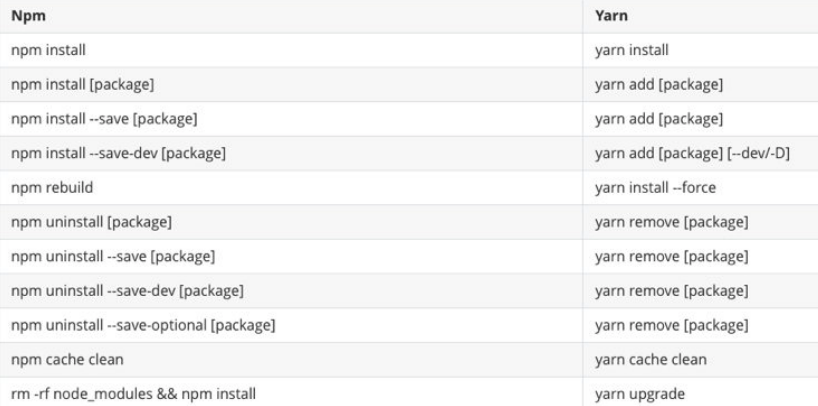 Npm Yarn
npm install yarn install
npm install [package] yarn add [package]
npm install --save [package] yarn add [package]
npm install --save-dev [package] yarn add [package] [--dev/-D]
npm rebuild yarn install --force
npm uninstall [package] yarn remove [package]
npm uninstall --save [package] yarn remove [package]
npm uninstall --save-dev [package] yarn remove [package]
npm uninstall --save-optional [package] yarn remove [package]
npm cache clean yarn cache clean
rm -rf node_modules && npm install yarn upgrade